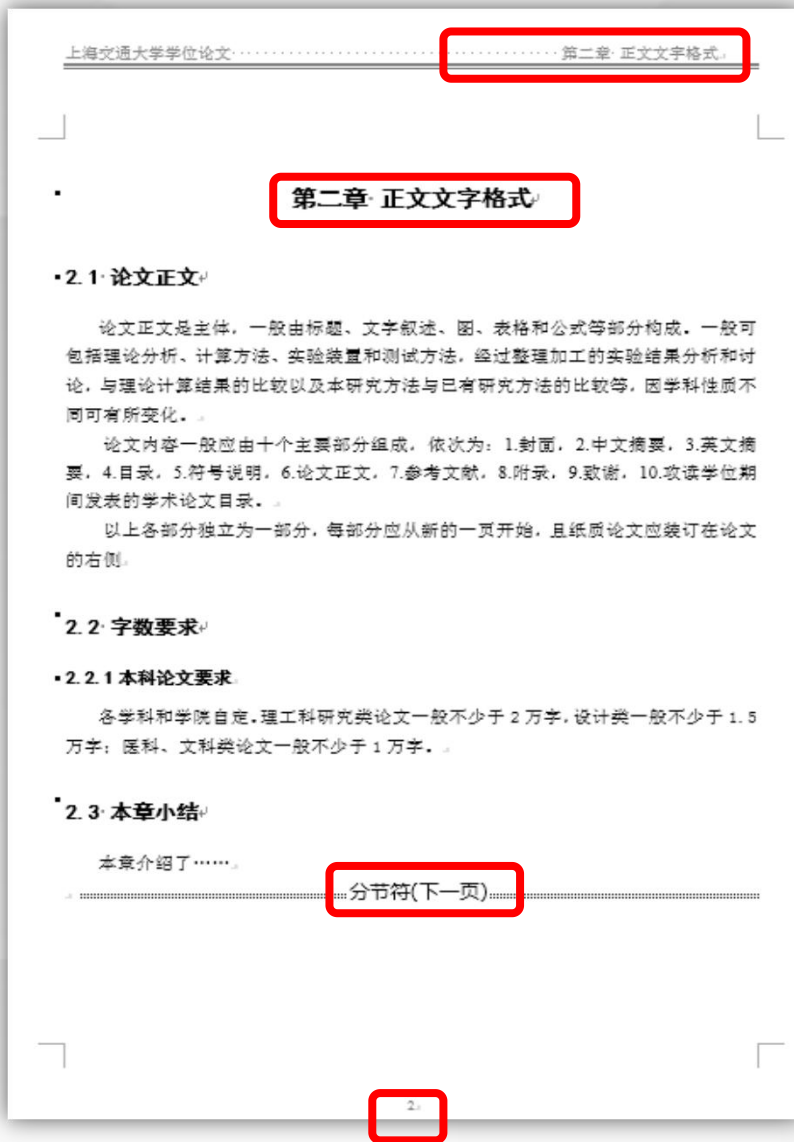 上海交通大学学位论文 第二章 正文文字格式
第二章 正文文字格式
2.1 论文正文
论文正文是主体，一般由标题、文字叙述、图、表格和公式等部分构成。一般可
包括理论分析、计算方法、实验装置和测试方法，经过整理加工的实验结果分析和讨
论，与理论计算结果的比较以及本研究方法与已有研究方法的比较等，因学科性质不
同可有所变化。
论文内容一般应由十个主要部分组成，依次为：1.封面，2.中文摘要，3.英文摘
要，4.目录，5.符号说明，6.论文正文，7.参考文献，8.附录，9.致谢，10.攻读学位期
间发表的学术论文目录。
以上各部分独立为一部分，每部分应从新的一页开始，且纸质论文应装订在论文
的右侧
2.2 字数要求
2.2.1 本科论文要求
各学科和学院自定。理工科研究类论文一般不少于 2 万字，设计类一般不少于 1.5
万字；医科、文科类论文一般不少于 1 万字。
2.3 本章小结
本章介绍了……
分节符(下一页)
2